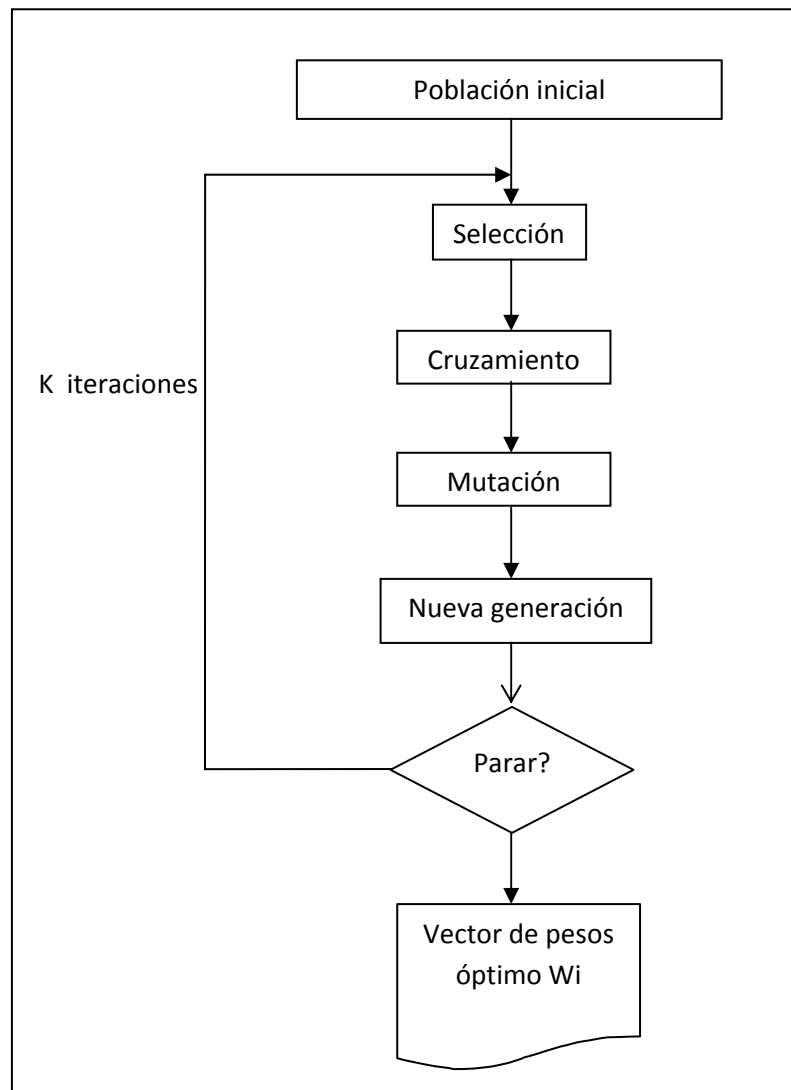 Población inicial
Selección
Cruzamiento
K iteraciones
Mutación
Nueva generación
Parar?
Vector de pesos
óptimo Wi